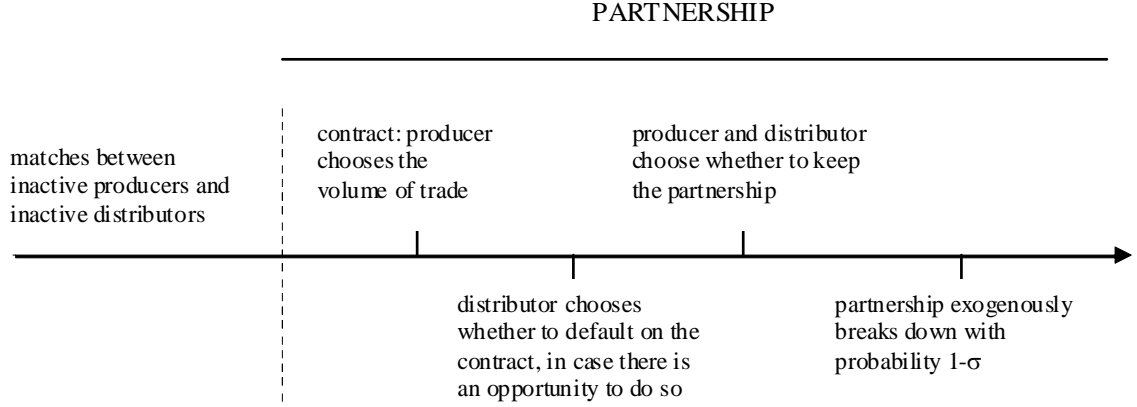 PARTNERSHIP
matches between
inactive producers and
inactive distributors
contract: producer
chooses the
volume of trade
distributor chooses
whether to default on the
contract, in case there is
an opportunity to do so
producer and distributor
choose whether to keep
the partnership
partnership exogenously
breaks down with
probability 1-σ